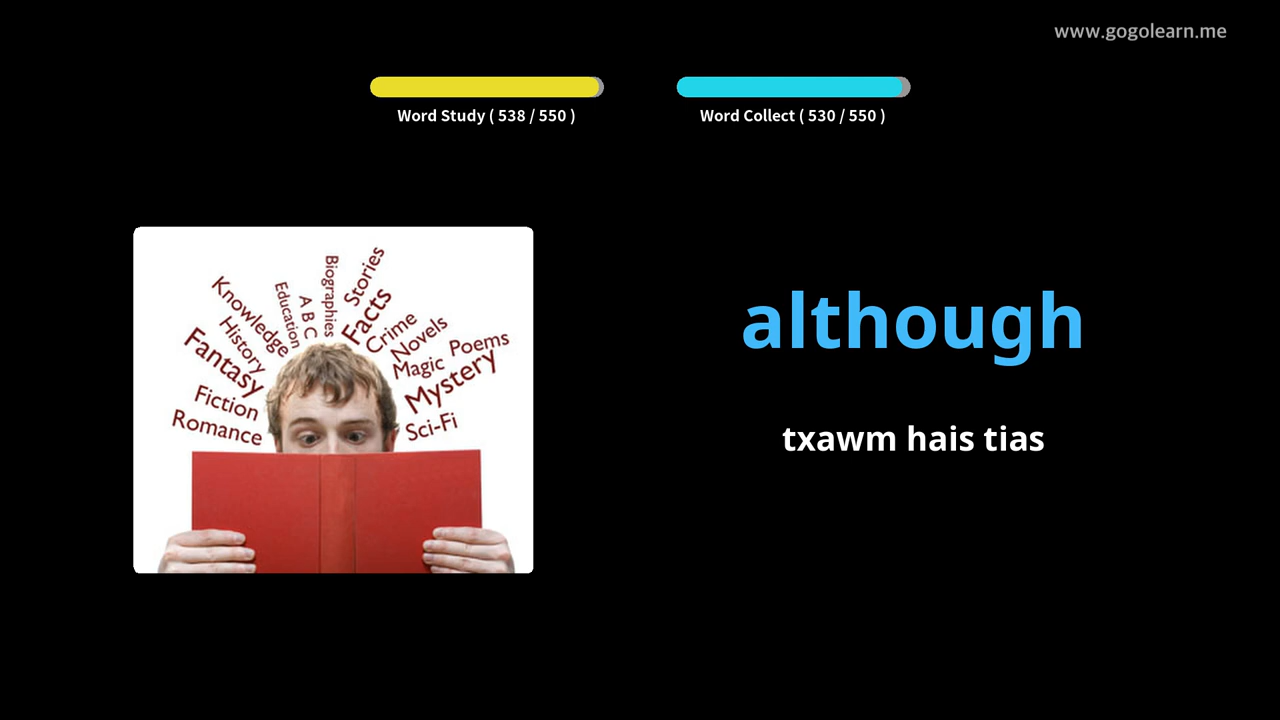 www.gogolearn.me
Word Study ( 538 / 550 )
Word Collect ( 530 / 550 )
Biographies
Stories
Education
A B C
Facts
Knowledge
History
Crime
Novels
Poems
Fantasy
Magic
Mystery
Fiction
Romance
Sci-Fi
although
txawm hais tias